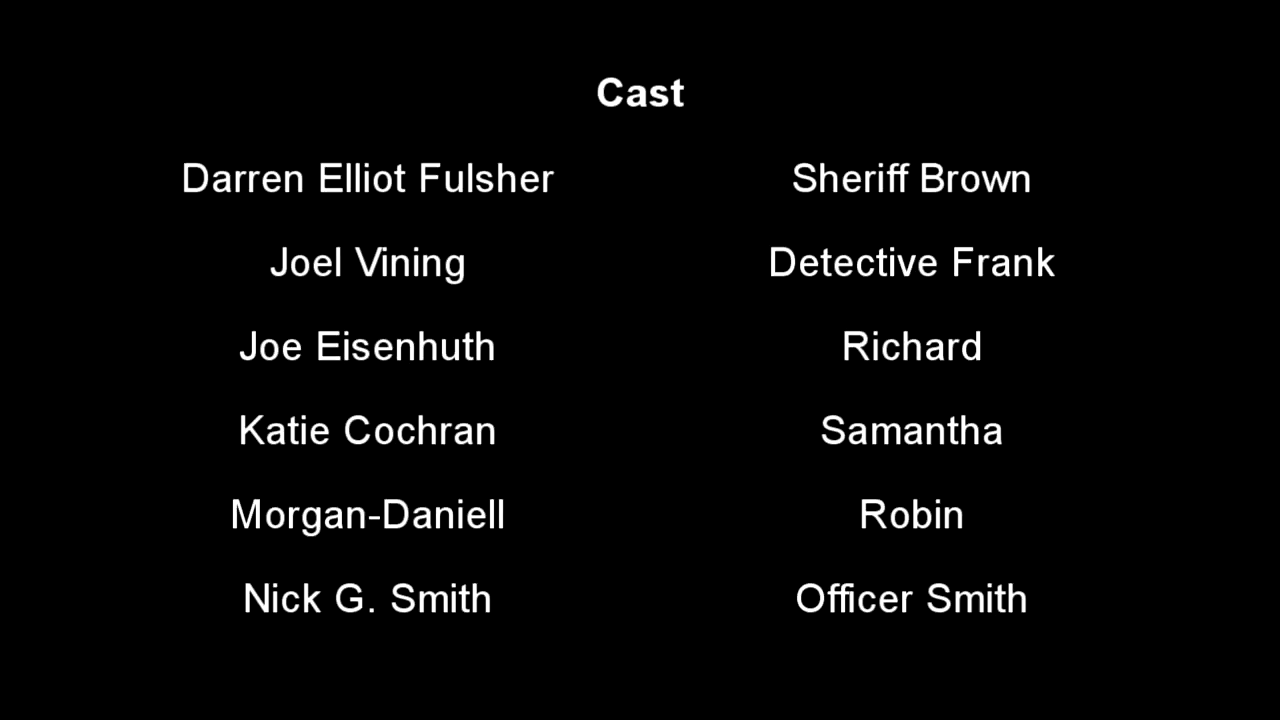 Cast
Darren Elliot Fulsher Sheriff Brown
Joel Vining Detective Frank
Joe Eisenhuth Richard
Katie Cochran Samantha
Morgan-Daniell Robin
Nick G. Smith Officer Smith